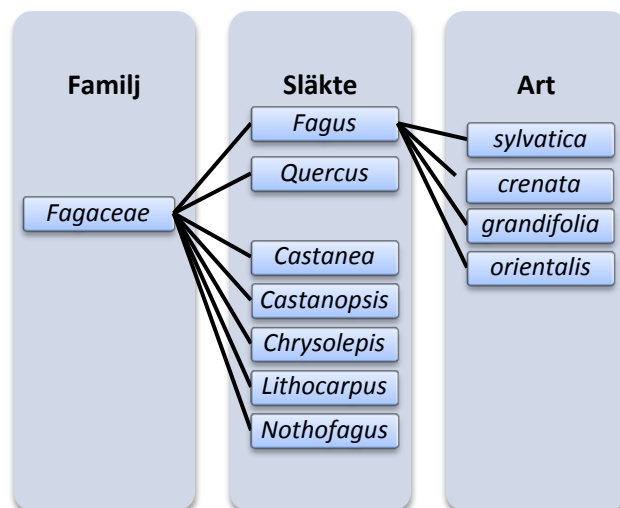 Familj
Fagaceae
Släkte
Fagus
Quercus
Castanea
Castanopsis
Chrysolepis
Lithocarpus
Nothofagus
Art
sylvatica
crenata
grandifolia
orientalis